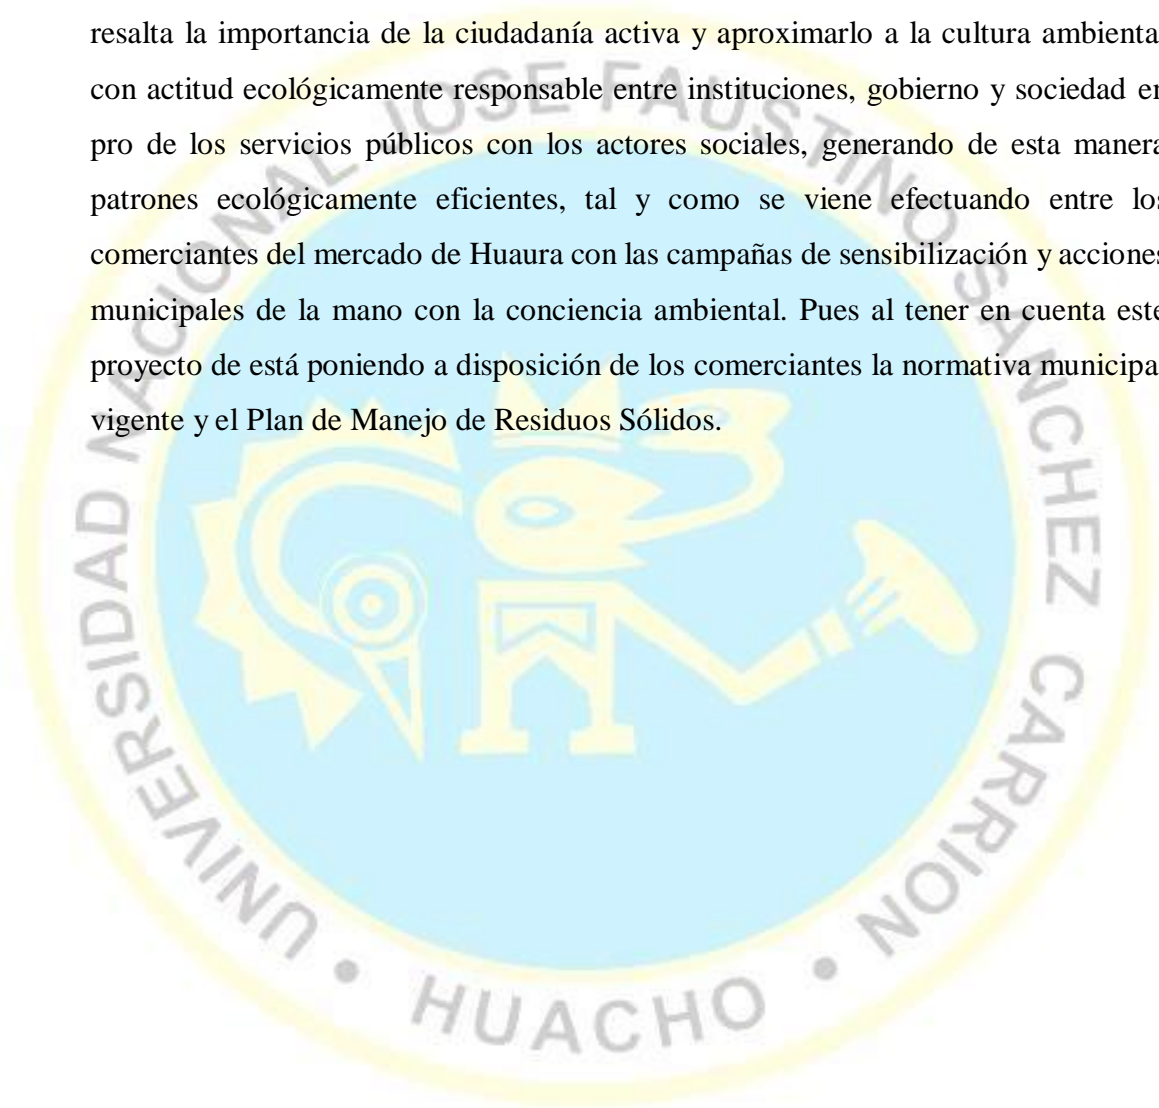 resalta la importancia de la ciudadanía activa y aproximarlo a la cultura ambienta
con actitud ecológicamente responsable entre instituciones, gobierno y sociedad en
pro de los servicios públicos con los actores sociales, generando de esta manera
patrones ecológicamente eficientes, tal y como se viene efectuando entre los
comerciantes del mercado de Huaura con las campañas de sensibilización y acciones
municipales de la mano con la conciencia ambiental. Pues al tener en cuenta este
proyecto de está poniendo a disposición de los comerciantes la normativa municipa
vigente y el Plan de Manejo de Residuos Sólidos.
UNIVERSIDAD NACIONAL JOSE FAUSTINO SANCHEZ CARRION
• HUACHO •